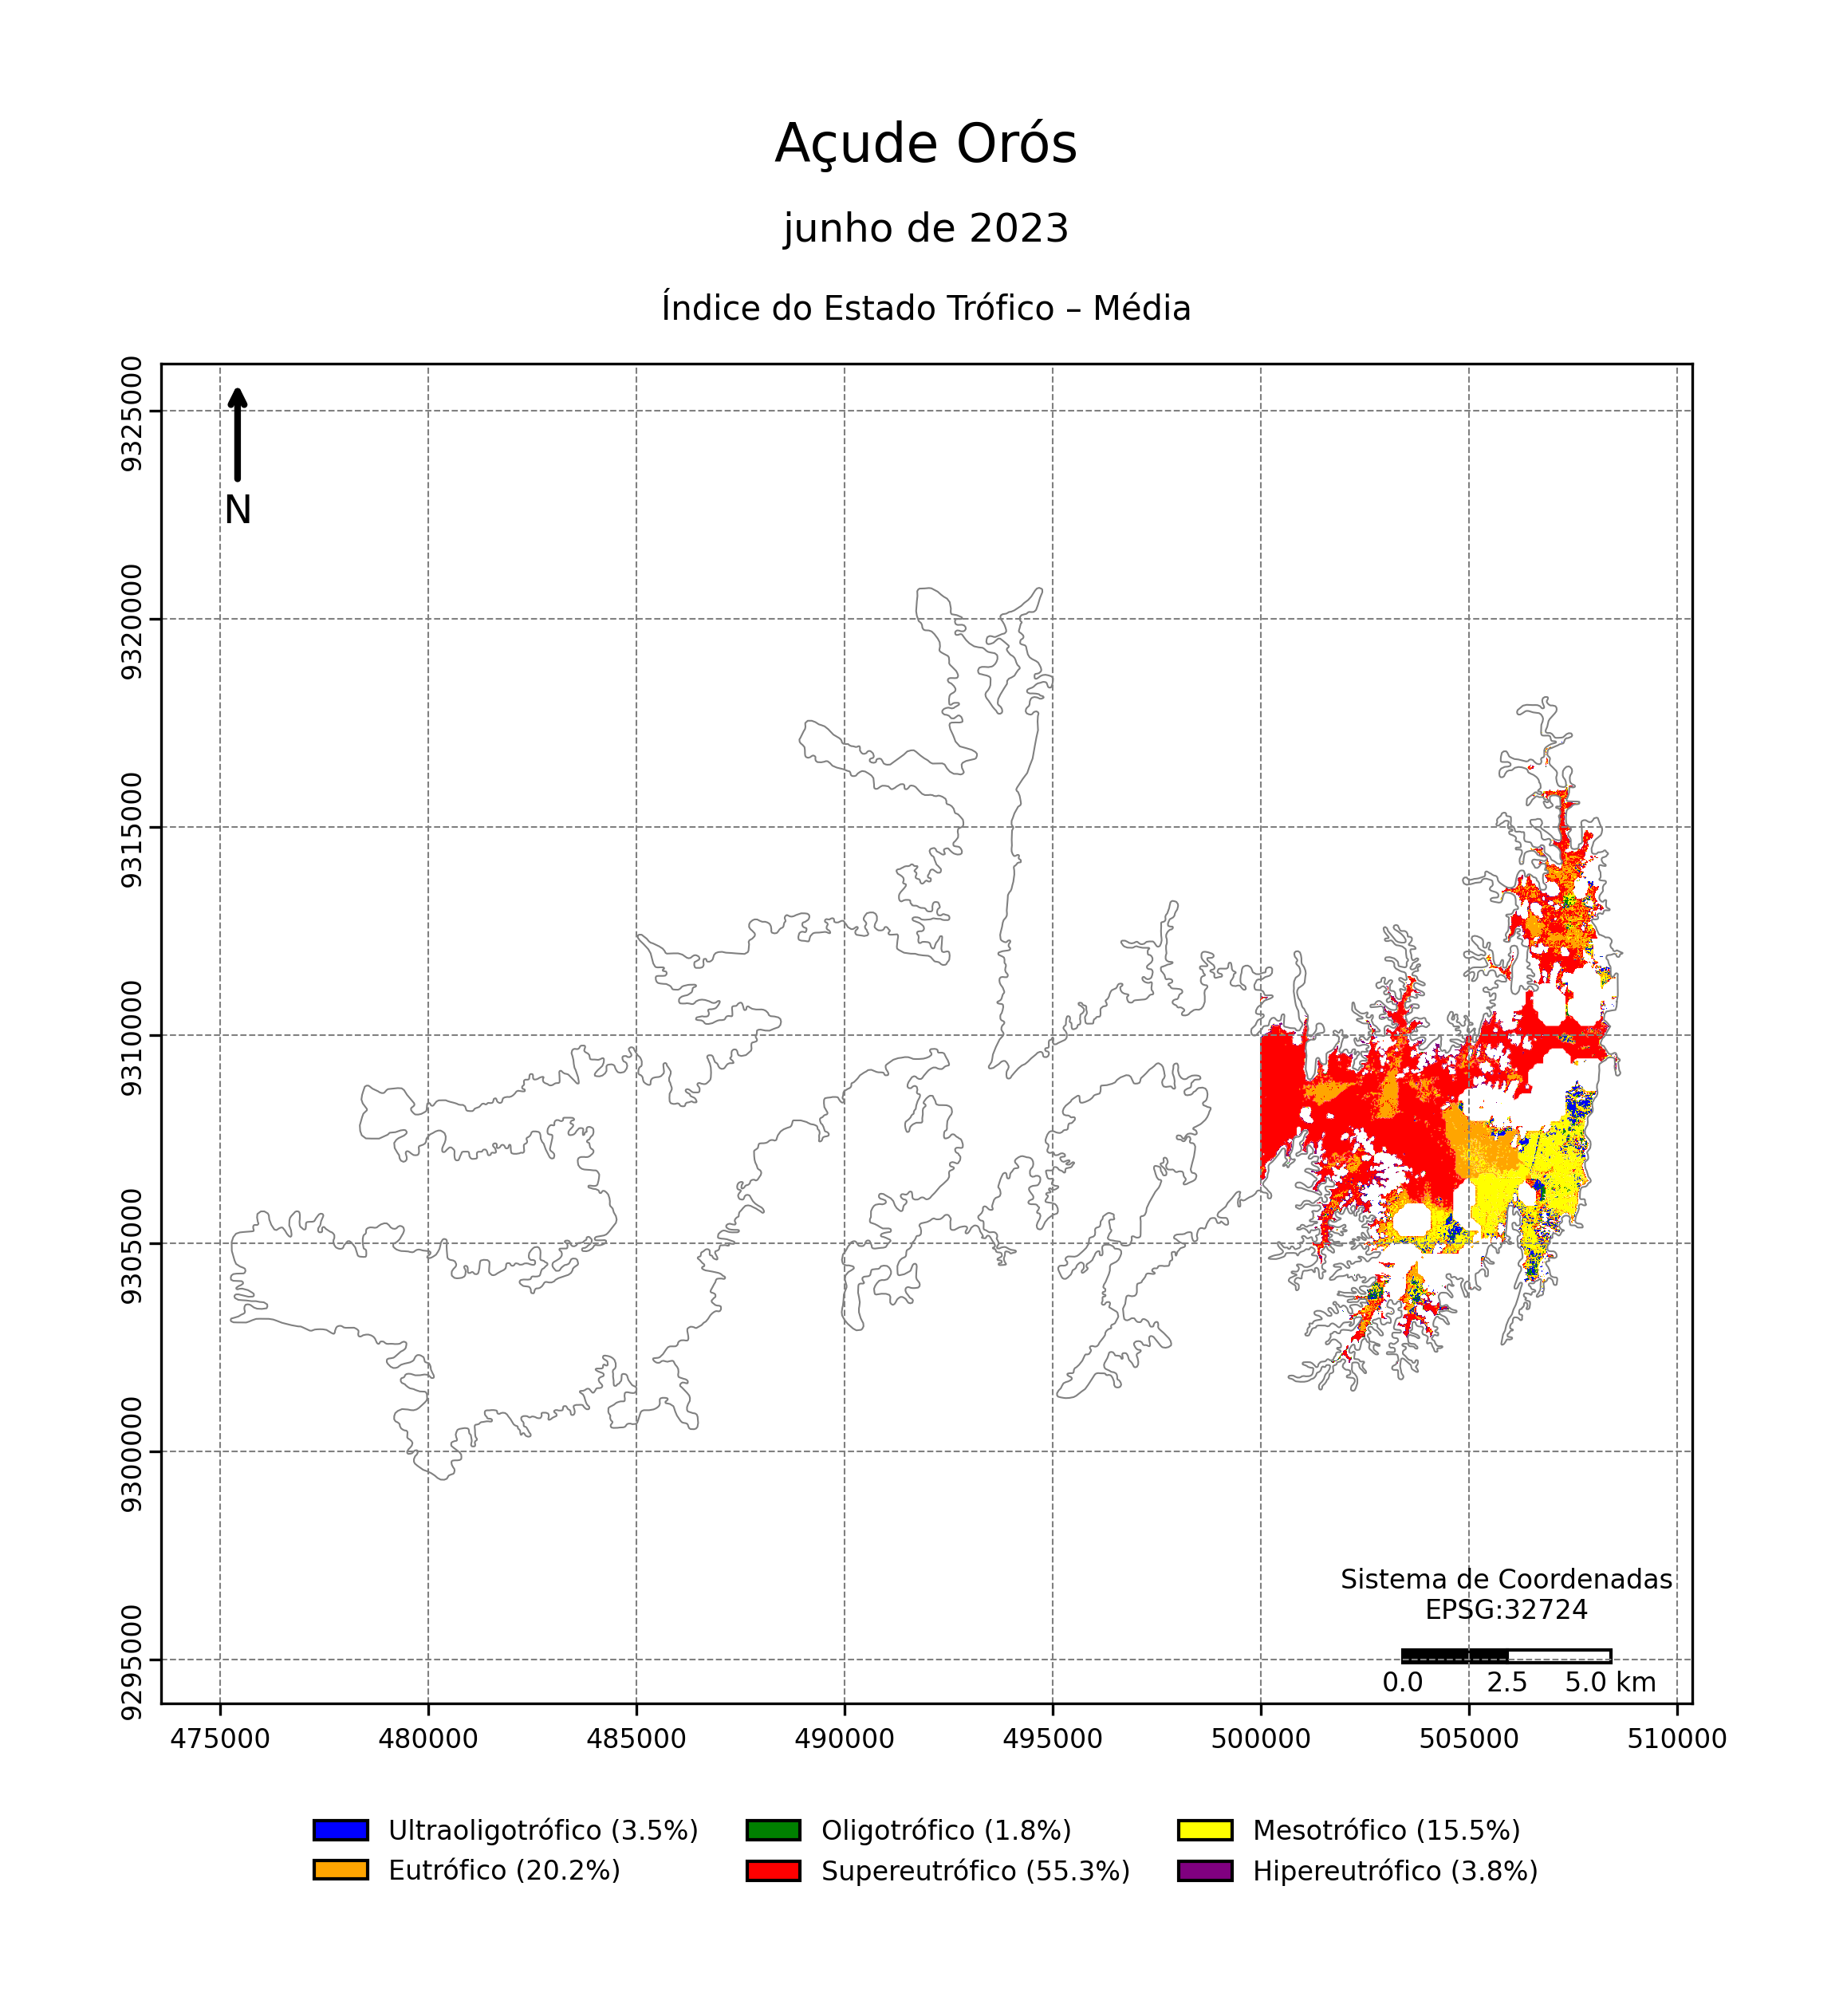 Açude Orós
junho de 2023
Índice do Estado Trófico – Média
9325000
9320000
9315000
9310000
9305000
9300000
9295000
N
Sistema de Coordenadas
EPSG:32724
0.0 2.5 5.0 km
475000 480000 485000 490000 495000 500000 505000 510000
Ultraoligotrófico (3.5%) Oligotrófico (1.8%) Mesotrófico (15.5%)
Eutrófico (20.2%) Supereutrófico (55.3%) Hipereutrófico (3.8%)